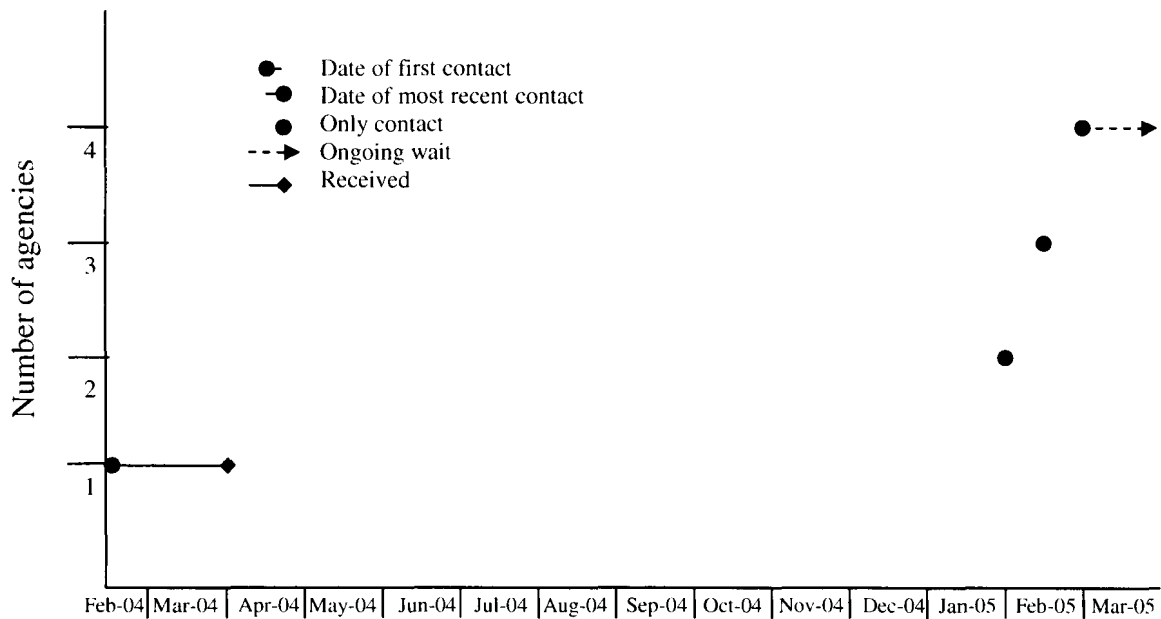 Date of first contact
Date of most recent contact
Only contact
Ongoing wait
Received
Number of agencies
4
3
2
1
Feb-04 Mar-04 Apr-04 May-04 Jun-04 Jul-04 Aug-04 Sep-04 Oct-04 Nov-04 Dec-04 Jan-05 Feb-05 Mar-05